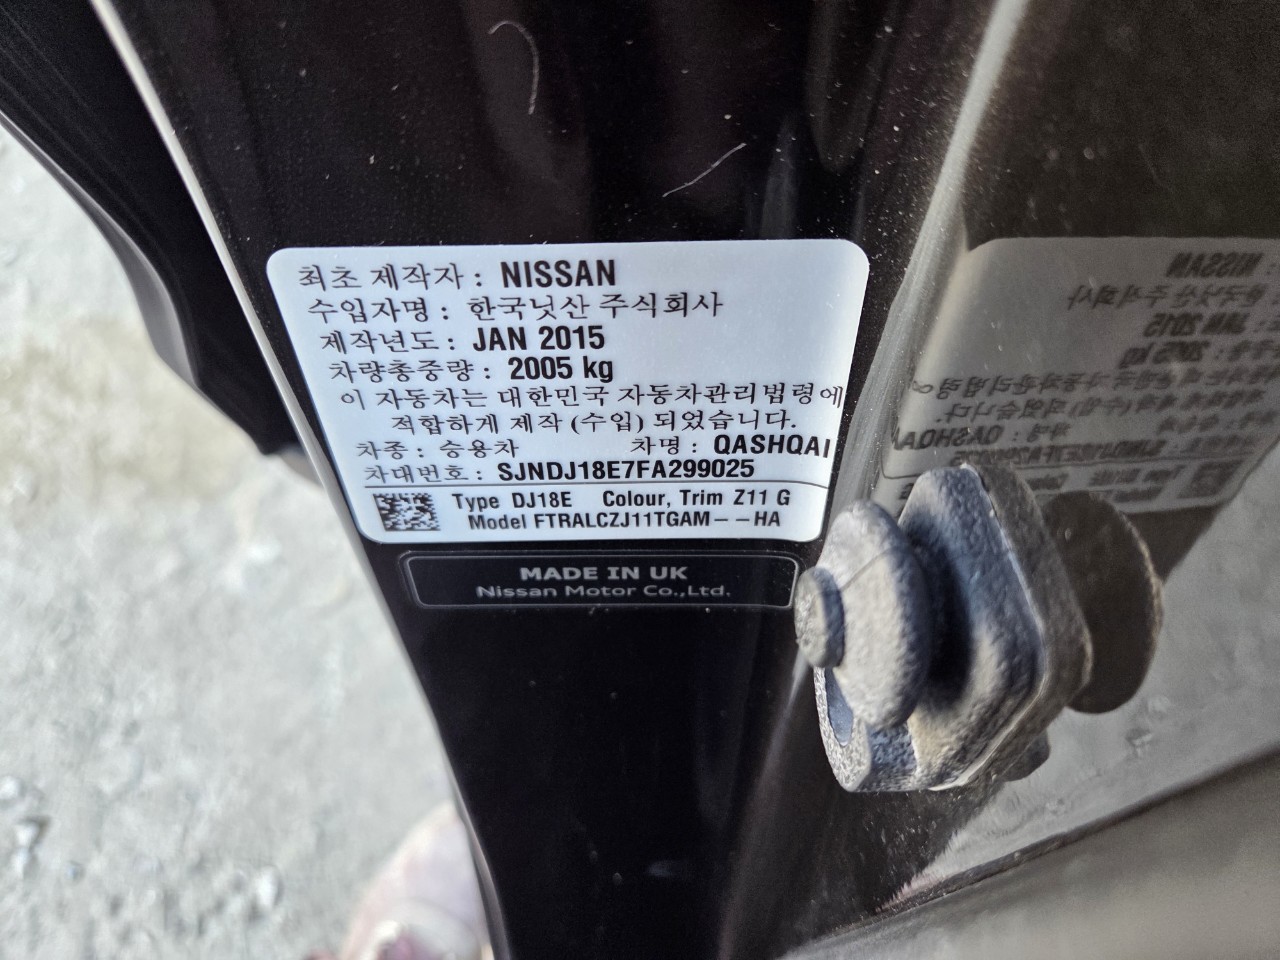 최초 제작자 : NISSAN
수입자명 : 한국닛산 주식회사
제작년도 : JAN 2015
차량총중량 : 2005 kg
이 자동차는 대한민국 자동차관리법령에
적합하게 제작 (수입) 되었습니다.
차종 : 승용차 차명 : QASHQAI
차대번호 : SJNDJ18E7FA299025
Type DJ18E Colour, Trim Z11 G
Model FTRALCZJ11TGAM--HA
MADE IN UK
Nissan Motor Co.,Ltd.